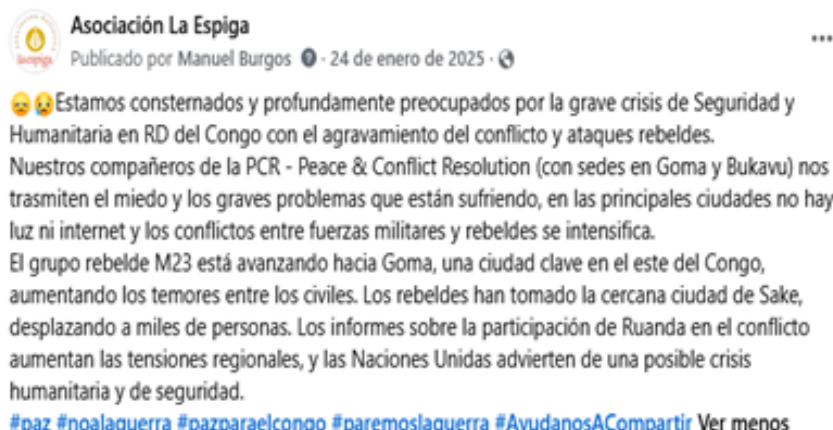 Asociación La Espiga
Publicado por Manuel Burgos · 24 de enero de 2025 ·
😞😥Estamos consternados y profundamente preocupados por la grave crisis de Seguridad y
Humanitaria en RD del Congo con el agravamiento del conflicto y ataques rebeldes.
Nuestros compañeros de la PCR - Peace & Conflict Resolution (con sedes en Goma y Bukavu) nos
trasmiten el miedo y los graves problemas que están sufriendo, en las principales ciudades no hay
luz ni internet y los conflictos entre fuerzas militares y rebeldes se intensifica.
El grupo rebelde M23 está avanzando hacia Goma, una ciudad clave en el este del Congo,
aumentando los temores entre los civiles. Los rebeldes han tomado la cercana ciudad de Sake,
desplazando a miles de personas. Los informes sobre la participación de Ruanda en el conflicto
aumentan las tensiones regionales, y las Naciones Unidas advierten de una posible crisis
humanitaria y de seguridad.
#paz #noalaguerra #pazparaelcongo #paremoslaguerra #AyudanosACompartir Ver menos